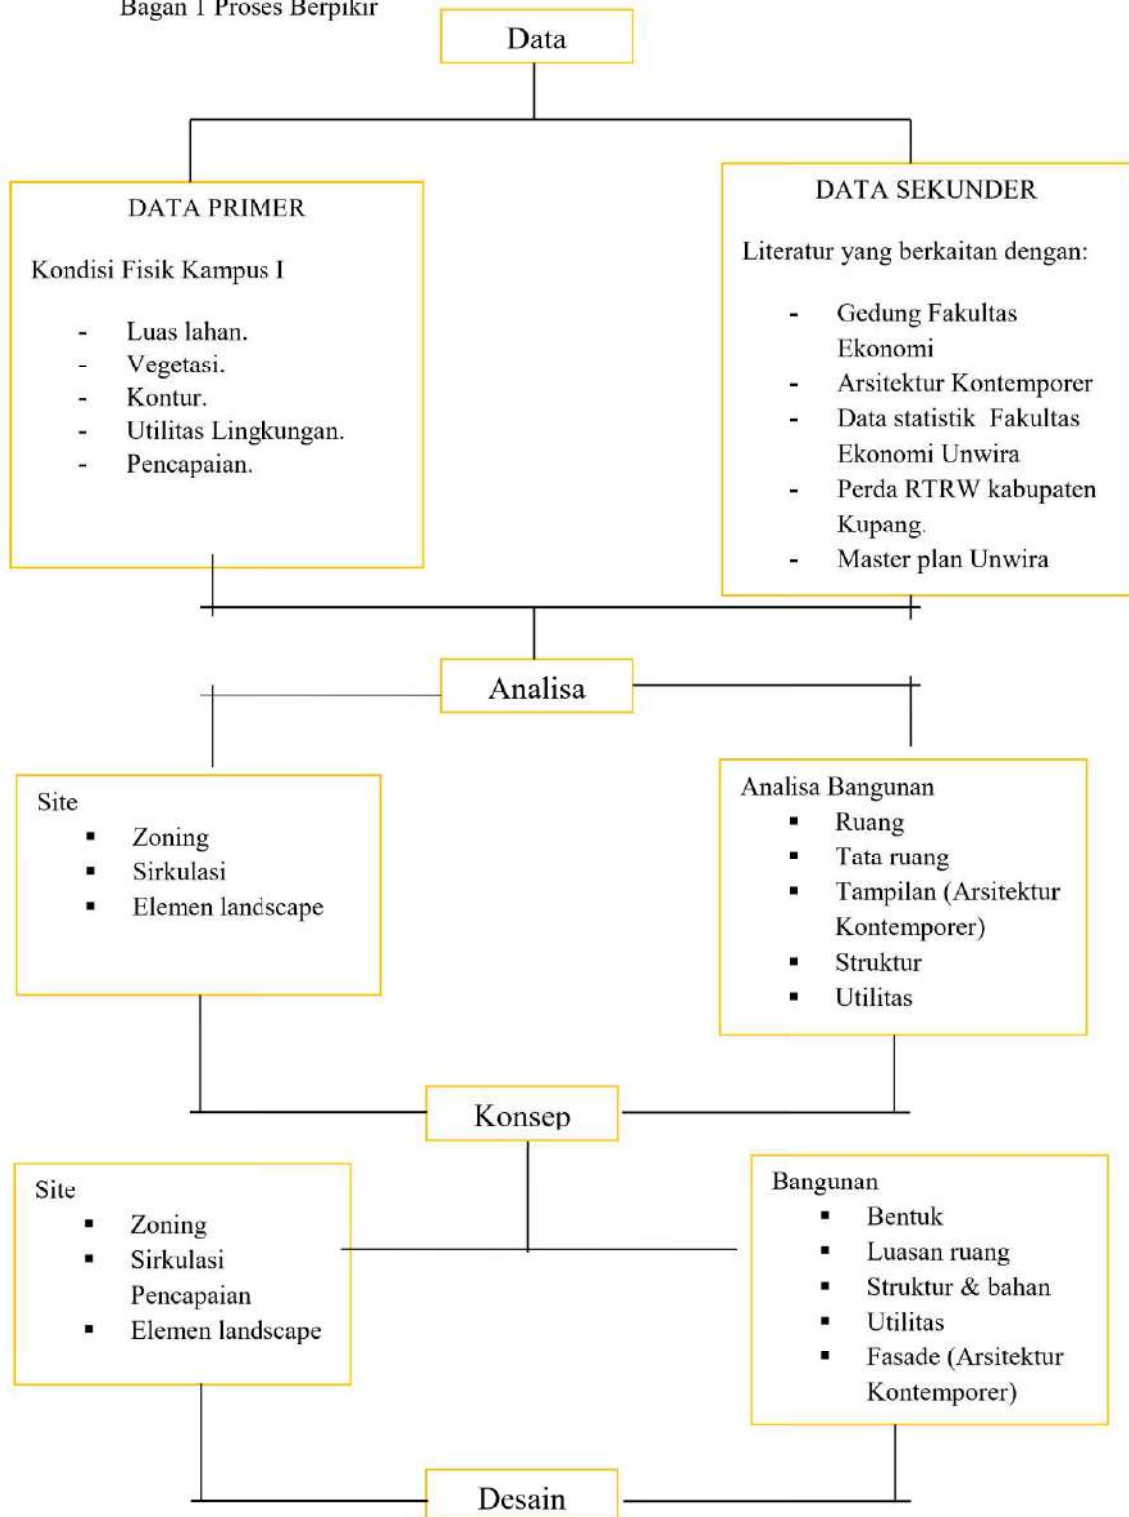 Bagan 1 Proses Berpikir
Data
DATA PRIMER
Kondisi Fisik Kampus I
- Luas lahan.
- Vegetasi.
- Kontur.
- Utilitas Lingkungan.
- Pencapaian.
DATA SEKUNDER
Literatur yang berkaitan dengan:
- Gedung Fakultas
Ekonomi
- Arsitektur Kontemporer
- Data statistik Fakultas
Ekonomi Unwira
- Perda RTRW kabupaten
Kupang.
- Master plan Unwira
Analisa
Site
▪ Zoning
▪ Sirkulasi
▪ Elemen landscape
Analisa Bangunan
▪ Ruang
▪ Tata ruang
▪ Tampilan (Arsitektur
Kontemporer)
▪ Struktur
▪ Utilitas
Konsep
Site
▪ Zoning
▪ Sirkulasi
Pencapaian
▪ Elemen landscape
Bangunan
▪ Bentuk
▪ Luasan ruang
▪ Struktur & bahan
▪ Utilitas
▪ Fasade (Arsitektur
Kontemporer)
Desain